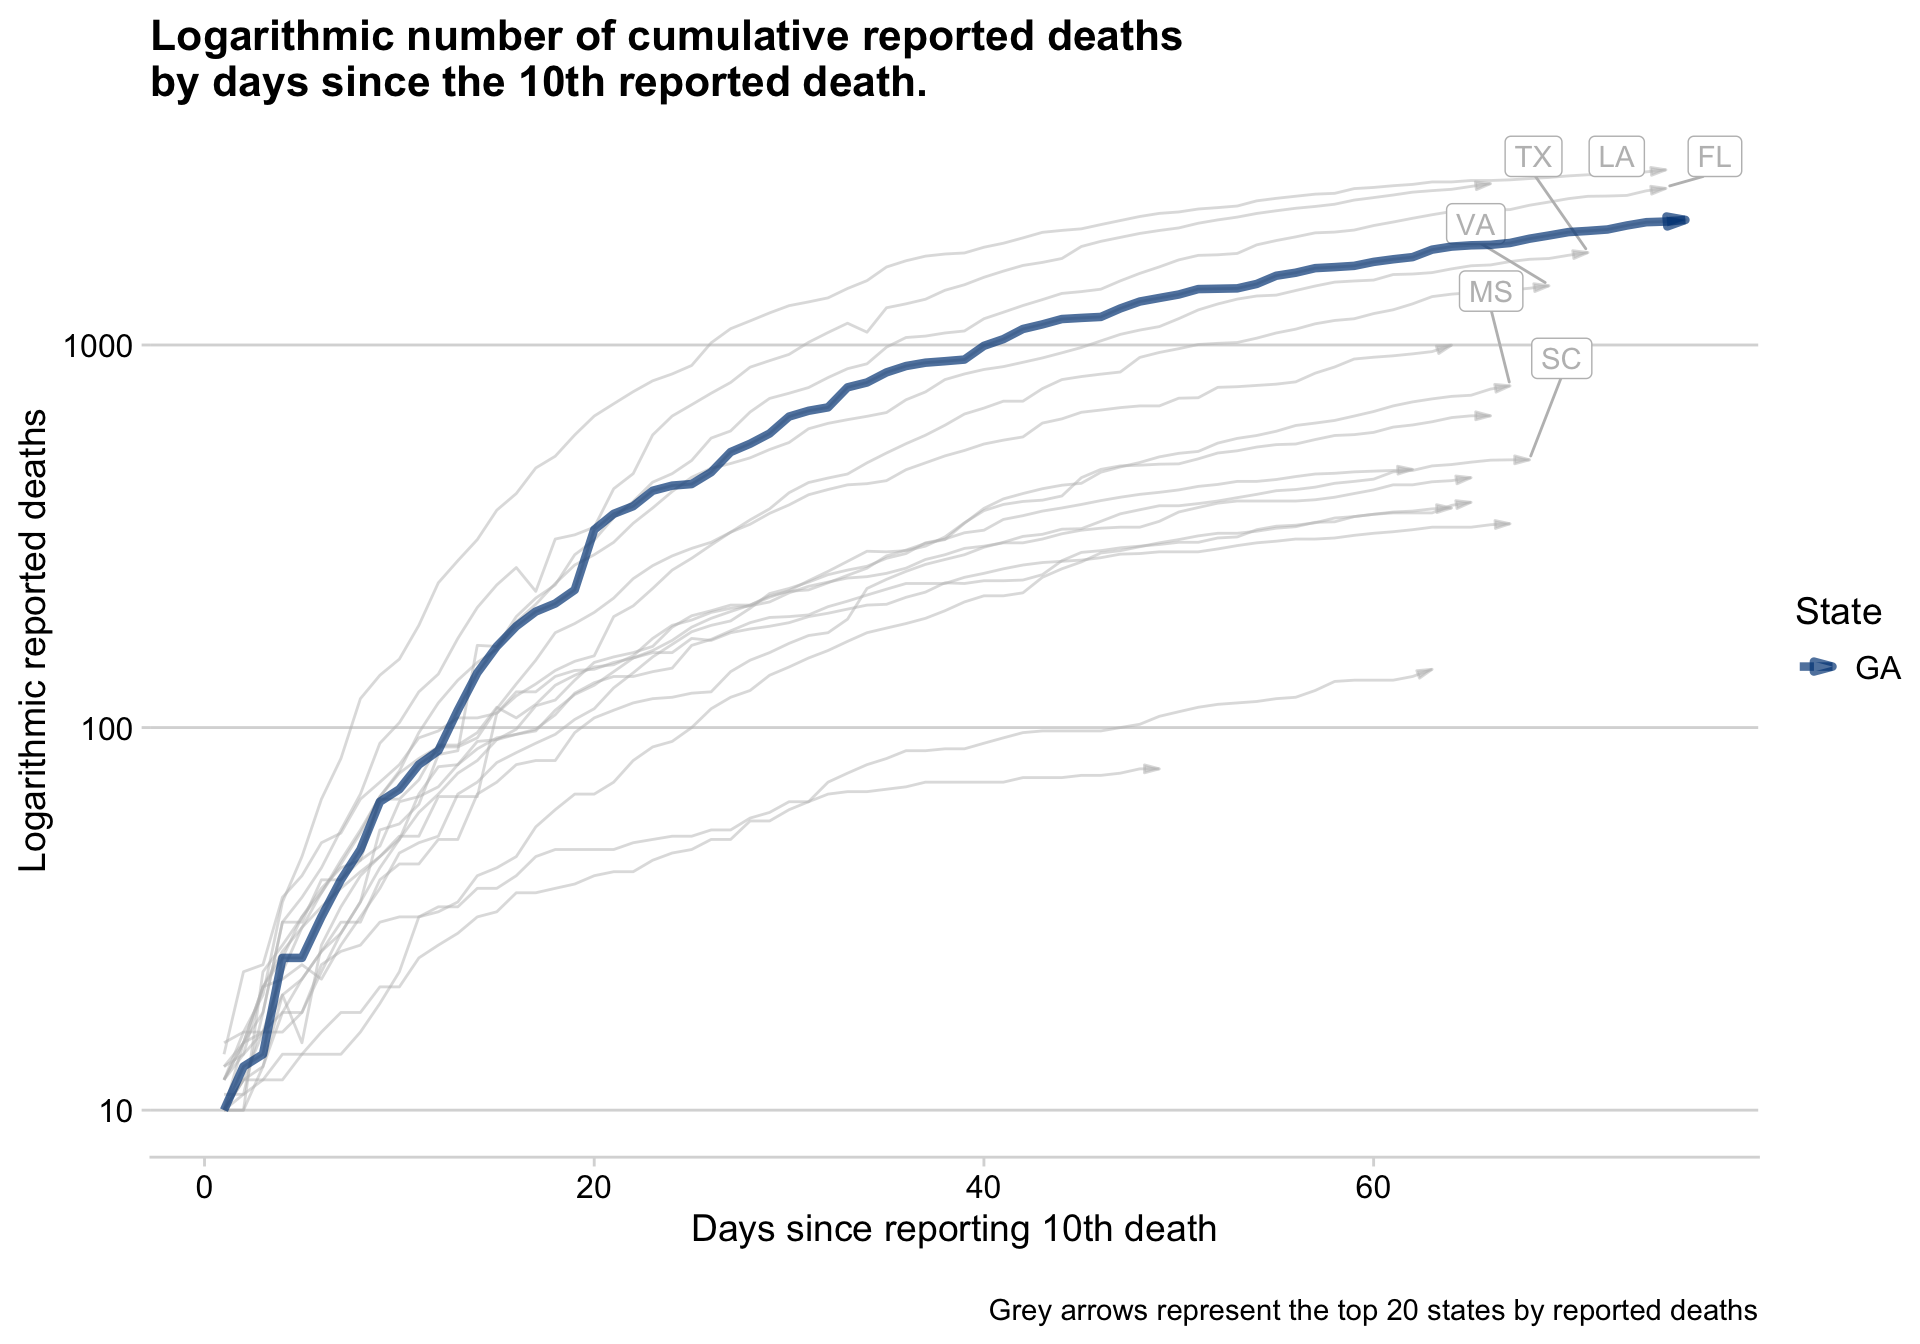 Logarithmic number of cumulative reported deaths
by days since the 10th reported death.
TX
LA
FL
VA
MS
SC
1000
100
10
Logarithmic reported deaths
0
20
40
60
Days since reporting 10th death
State
GA
Grey arrows represent the top 20 states by reported deaths